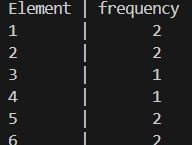 Element | frequency
1 | 2
2 | 2
3 | 1
4 | 1
5 | 2
6 | 2